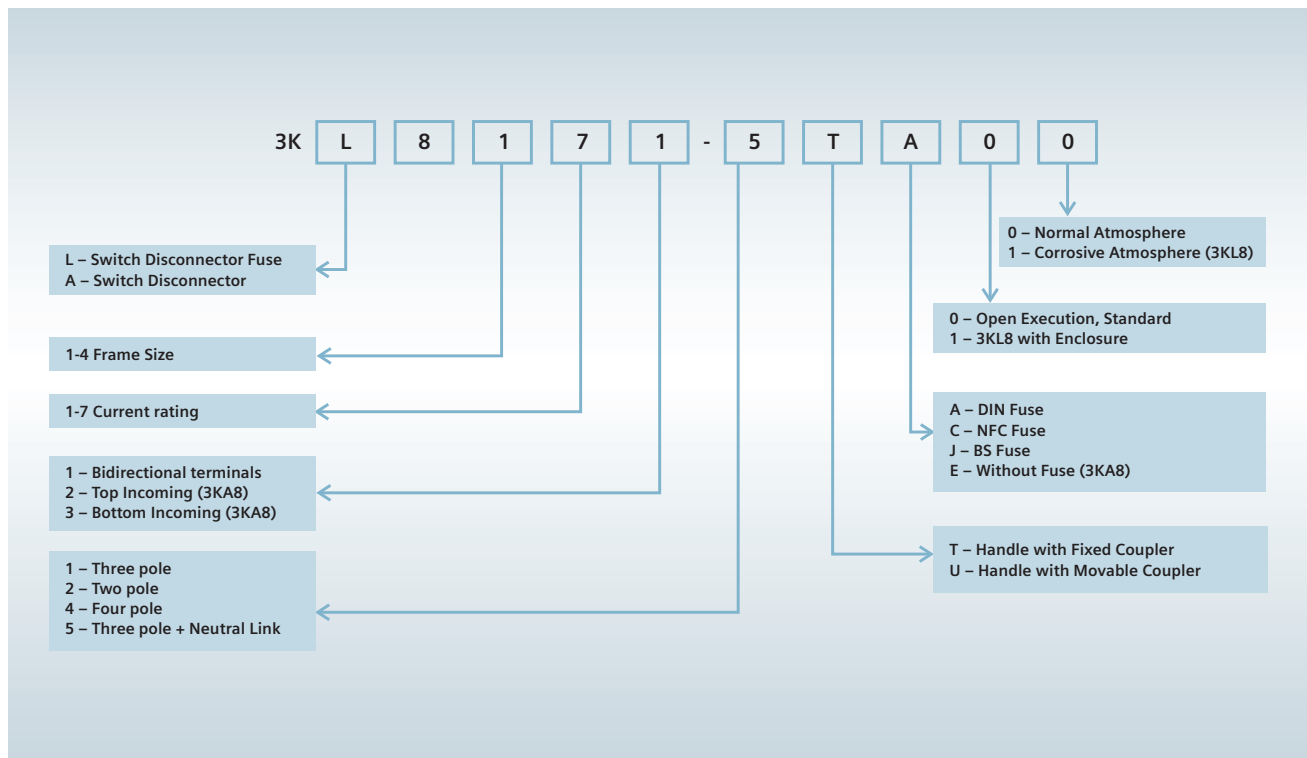 3K L 8 1 7 1 - 5 T A 0 0
L – Switch Disconnector Fuse
A – Switch Disconnector
1-4 Frame Size
1-7 Current rating
1 – Bidirectional terminals
2 – Top Incoming (3KA8)
3 – Bottom Incoming (3KA8)
1 – Three pole
2 – Two pole
4 – Four pole
5 – Three pole + Neutral Link
0 – Normal Atmosphere
1 – Corrosive Atmosphere (3KL8)
0 – Open Execution, Standard
1 – 3KL8 with Enclosure
A – DIN Fuse
C – NFC Fuse
J – BS Fuse
E – Without Fuse (3KA8)
T – Handle with Fixed Coupler
U – Handle with Movable Coupler